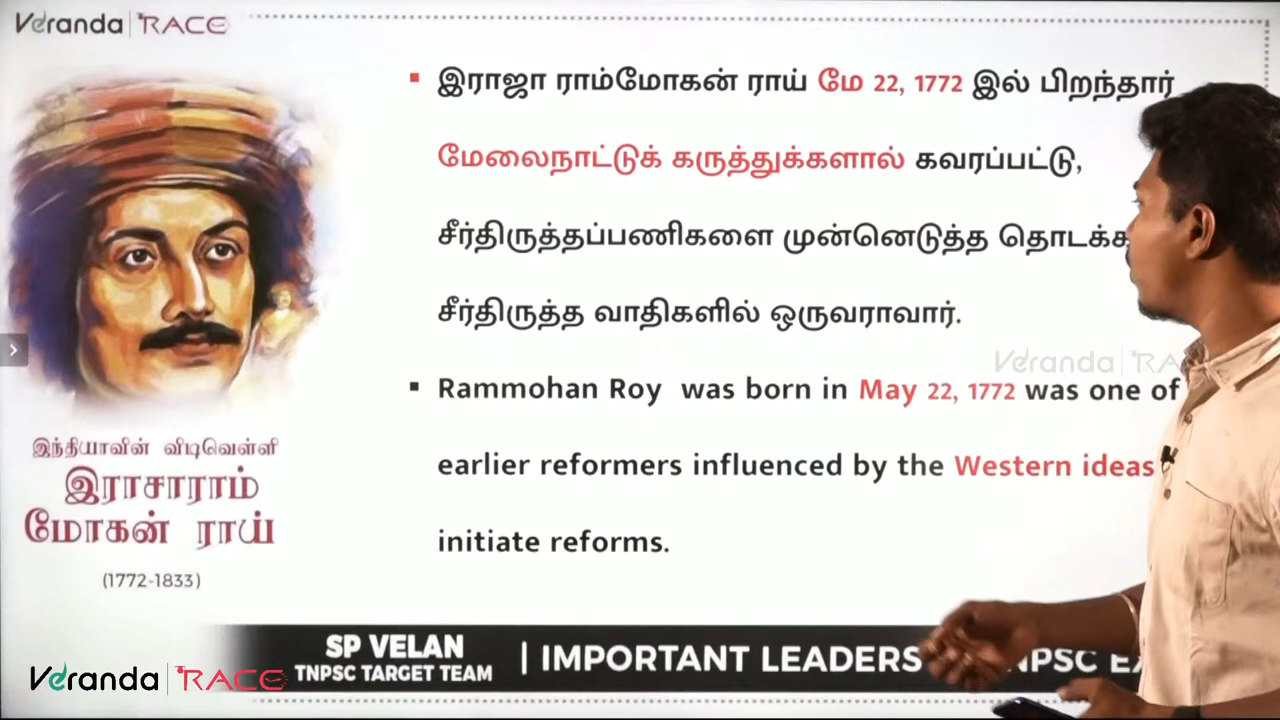 Veranda RACE
இராஜா ராம்மோகன் ராய் மே 22, 1772 இல் பிறந்தார்
மேலைநாட்டுக் கருத்துக்களால் கவரப்பட்டு,
சீர்திருத்தப்பணிகளை முன்னெடுத்த
சீர்திருத்த வாதிகளில் ஒருவராவார்.
Veranda RACE
Rammohan Roy was born in May 22, 1772 was one of
earlier reformers influenced by the Western ideas
initiate reforms.
இந்தியாவின் விடிவெள்ளி
இராசாராம்
மோகன் ராய்
(1772-1833)
SP VELAN
TNPSC TARGET TEAM
IMPORTANT LEADERS
Veranda RACE